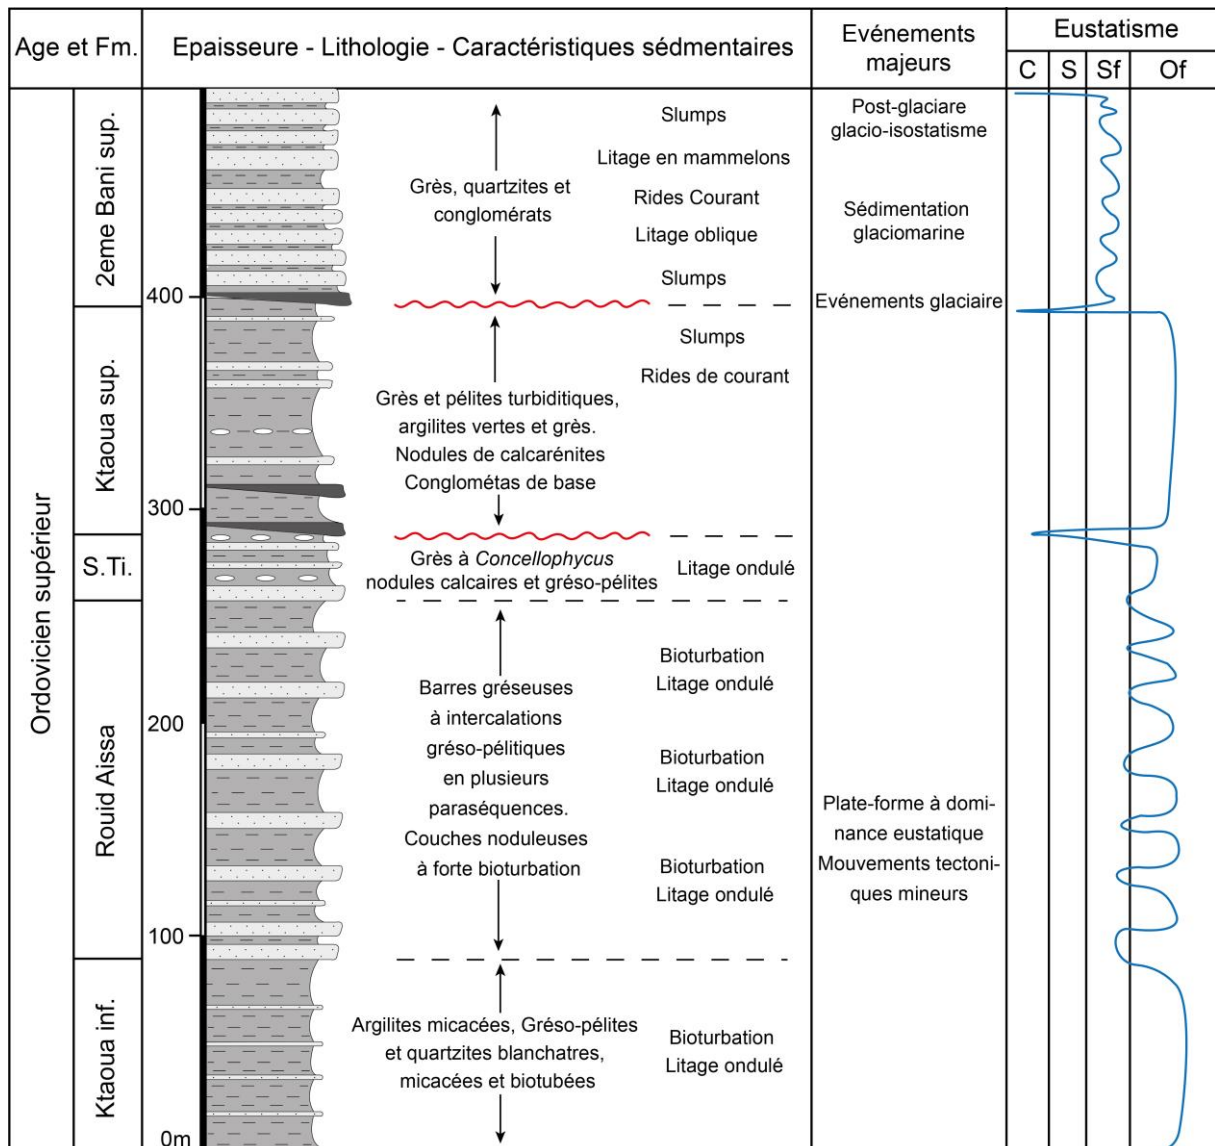 Age et Fm.
Epaisseure - Lithologie - Caractéristiques sédmentaires
Evénements
majeurs
Eustatisme
C
S
Sf
Of
Ordovicien supérieur
2eme Bani sup.
Ktaoua sup.
S.Ti.
Rouid Aissa
Ktaoua inf.
400
300
200
100
0m
Grès, quartzites et
conglomérats
Slumps
Litage en mammelons
Rides Courant
Litage oblique
Slumps
Post-glaciare
glacio-isostatisme
Sédimentation
glaciomarine
Evénements glaciaire
Grès et pélites turbiditiques,
argilites vertes et grès.
Nodules de calcarénites
Conglométas de base
Slumps
Rides de courant
Grès à Concellophycus
nodules calcaires et gréso-pélites
Litage ondulé
Barres gréseuses
à intercalations
gréso-pélitiques
en plusieurs
paraséquences.
Couches noduleuses
à forte bioturbation
Bioturbation
Litage ondulé
Bioturbation
Litage ondulé
Bioturbation
Litage ondulé
Plate-forme à domi-
nance eustatique
Mouvements tectoni-
ques mineurs
Argilites micacées, Gréso-pélites
et quartzites blanchatres,
micacées et biotubées
Bioturbation
Litage ondulé